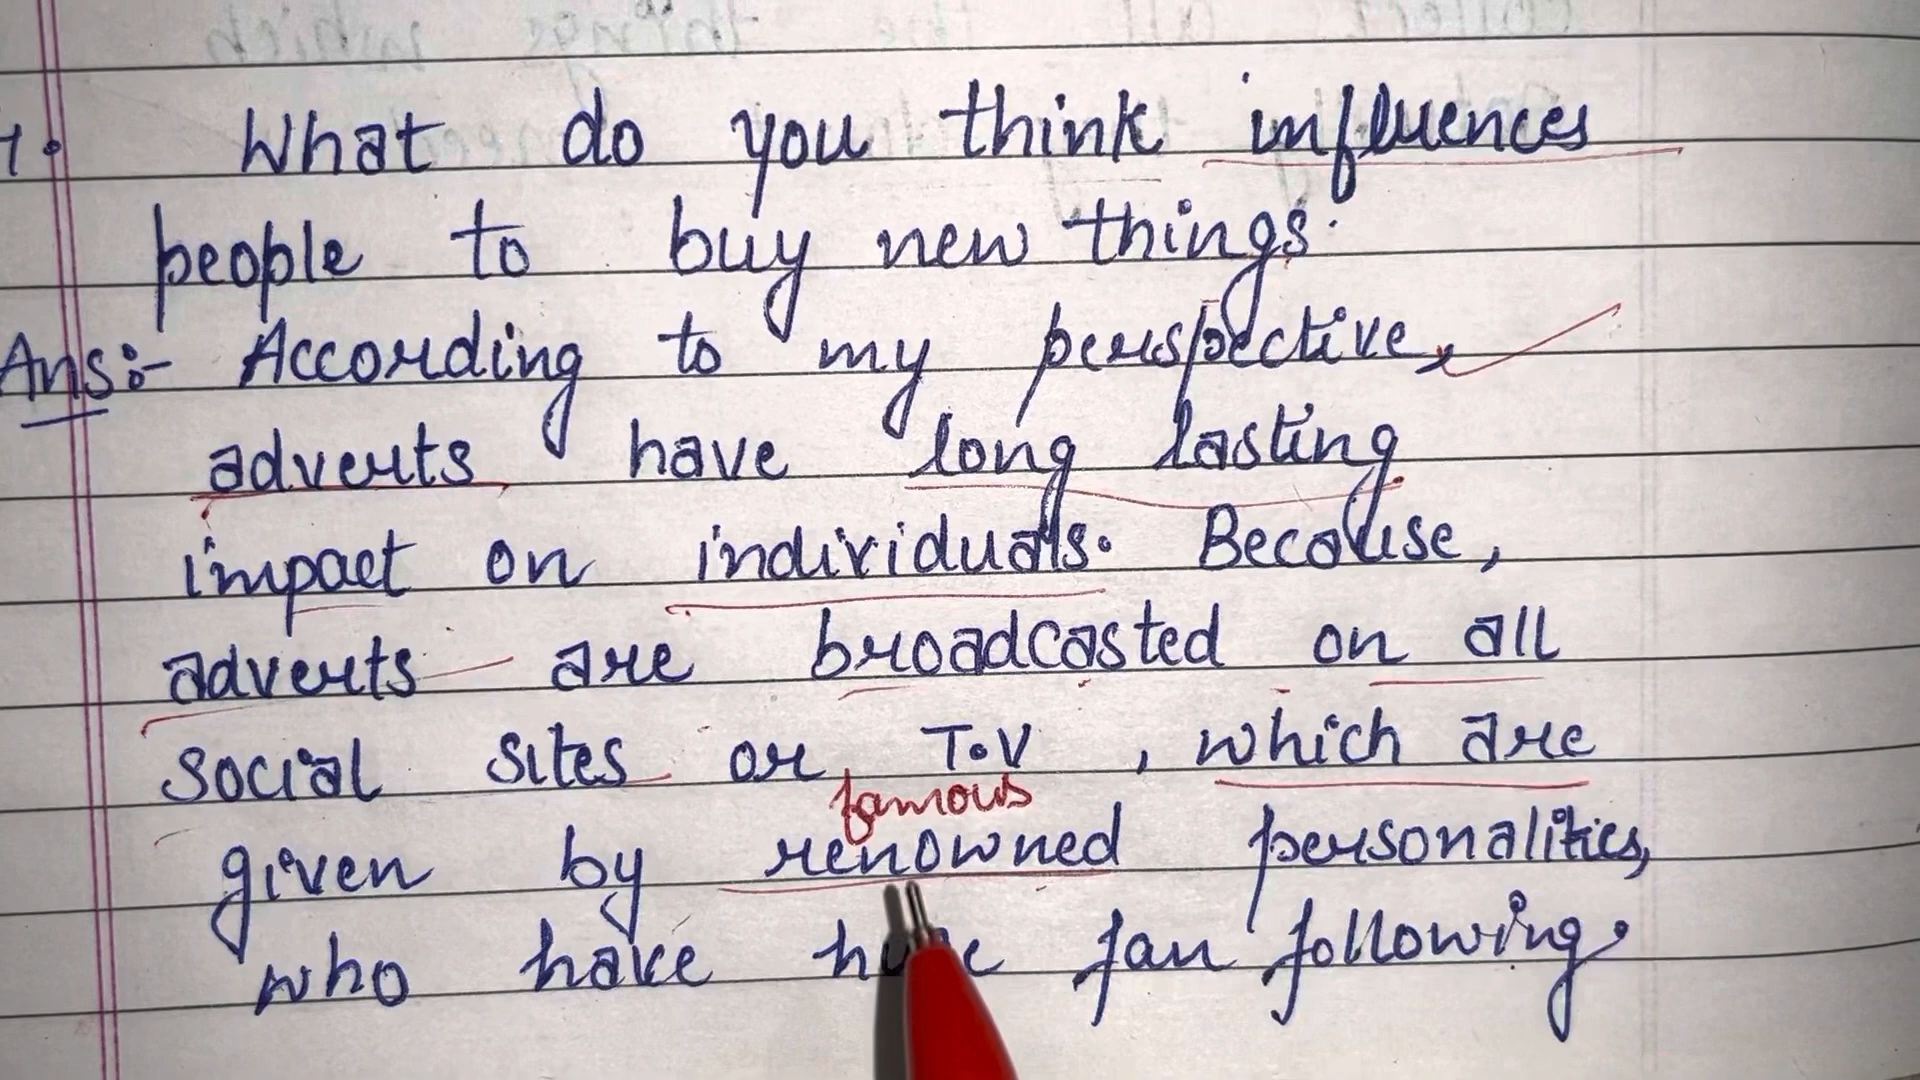 What do you think influences
people to buy new things.
Ans:- According to my perspective,
adverts have long lasting
impact on individuals. Because,
adverts are broadcasted on all
social sites or T.V , which are
famous
given by renowned personalities,
who have fan following.